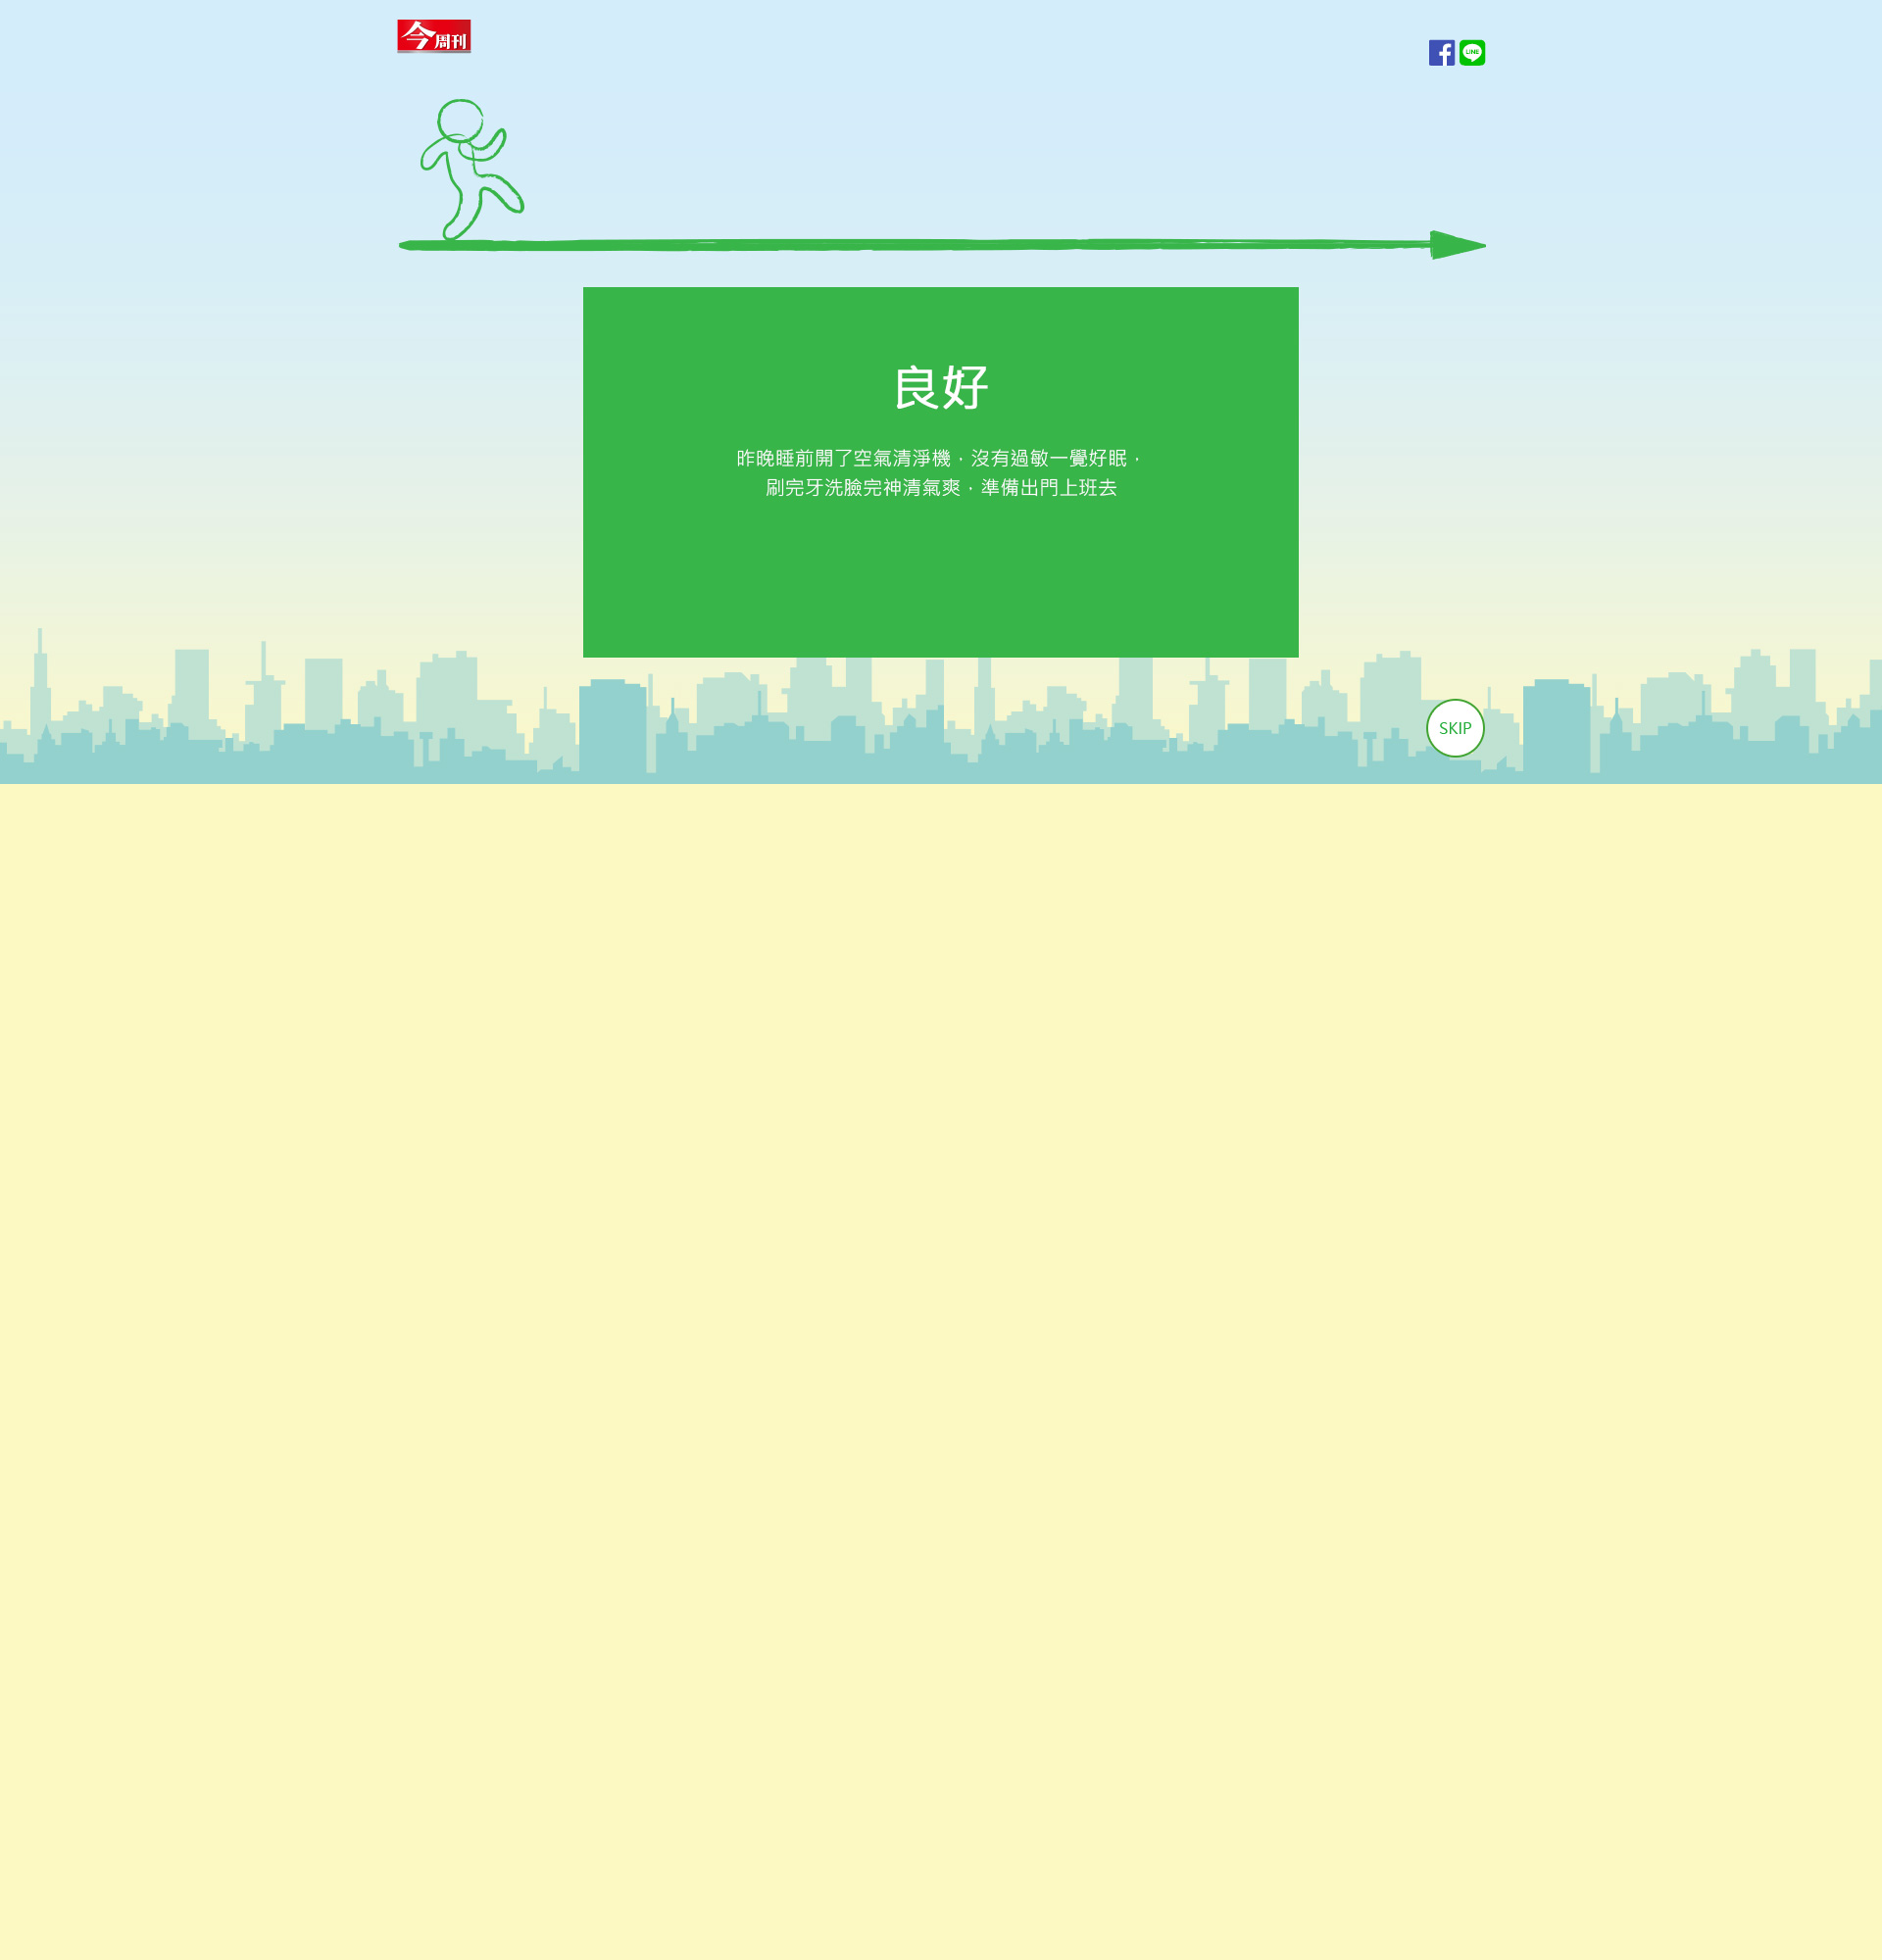 今周刊
LINE
良好
昨晚睡前開了空氣清淨機，沒有過敏一覺好眠，
刷完牙洗臉完神清氣爽，準備出門上班去
SKIP